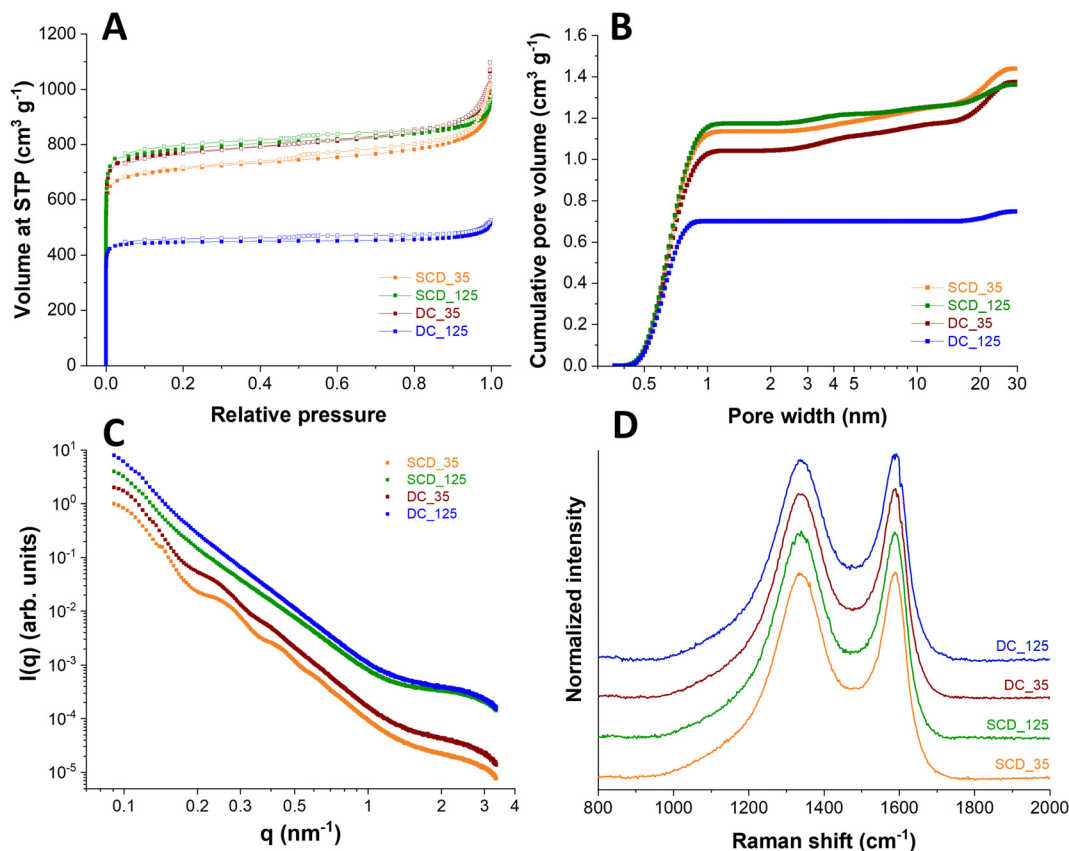 A
Volume at STP (cm³ g⁻¹)
1200
1000
800
600
400
200
0
0.0 0.2 0.4 0.6 0.8 1.0
Relative pressure
SCD_35
SCD_125
DC_35
DC_125
B
Cumulative pore volume (cm³ g⁻¹)
1.6
1.4
1.2
1.0
0.8
0.6
0.4
0.2
0.0
0.5 1 2 3 4 5 10 20 30
Pore width (nm)
SCD_35
SCD_125
DC_35
DC_125
C
I(q) (arb. units)
10¹
10⁰
10⁻¹
10⁻²
10⁻³
10⁻⁴
10⁻⁵
0.1 0.2 0.3 0.5 1 2 3 4
q (nm⁻¹)
SCD_35
SCD_125
DC_35
DC_125
D
Normalized intensity
DC_125
DC_35
SCD_125
SCD_35
800 1000 1200 1400 1600 1800 2000
Raman shift (cm⁻¹)